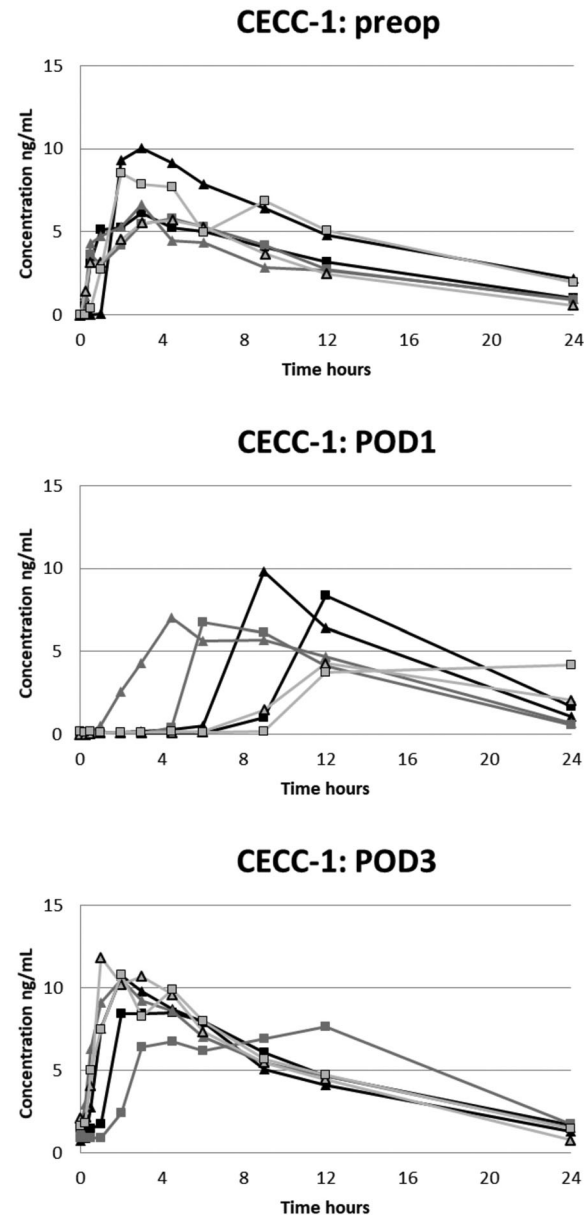 CECC-1: preop
15
10
5
0
Concentration ng/mL
0 4 8 12 16 20 24
Time hours
CECC-1: POD1
15
10
5
0
Concentration ng/mL
0 4 8 12 16 20 24
Time hours
CECC-1: POD3
15
10
5
0
Concentration ng/mL
0 4 8 12 16 20 24
Time hours